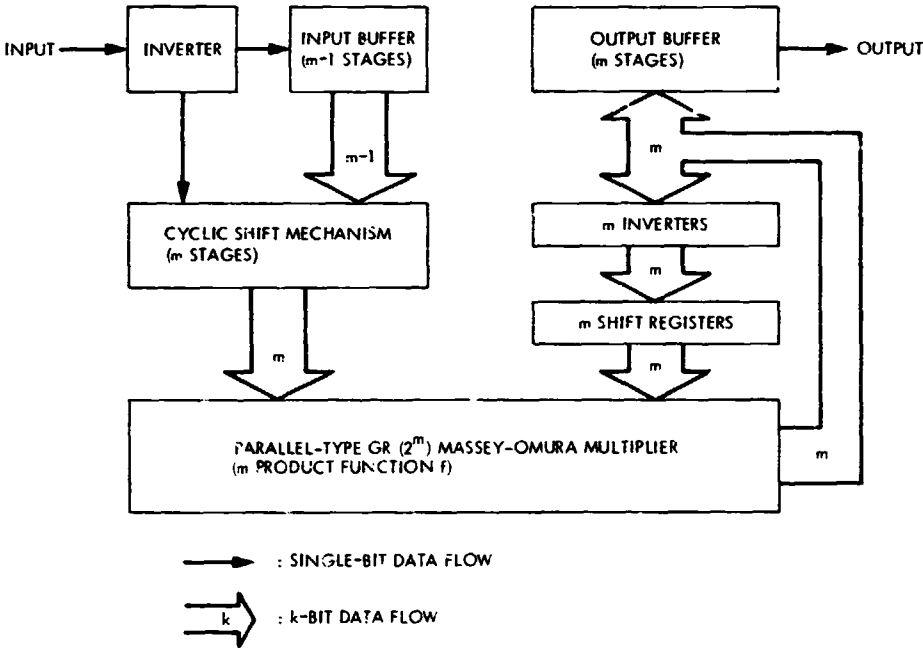 INPUT
INVERTER
INPUT BUFFER
(m-1 STAGES)
OUTPUT BUFFER
(m STAGES)
OUTPUT
m-1
m
CYCLIC SHIFT MECHANISM
(m STAGES)
m INVERTERS
m
m SHIFT REGISTERS
m
m
PARALLEL-TYPE GR (2^m) MASSEY-OMURA MULTIPLIER
(m PRODUCT FUNCTION f)
m
: SINGLE-BIT DATA FLOW
k
: k-BIT DATA FLOW